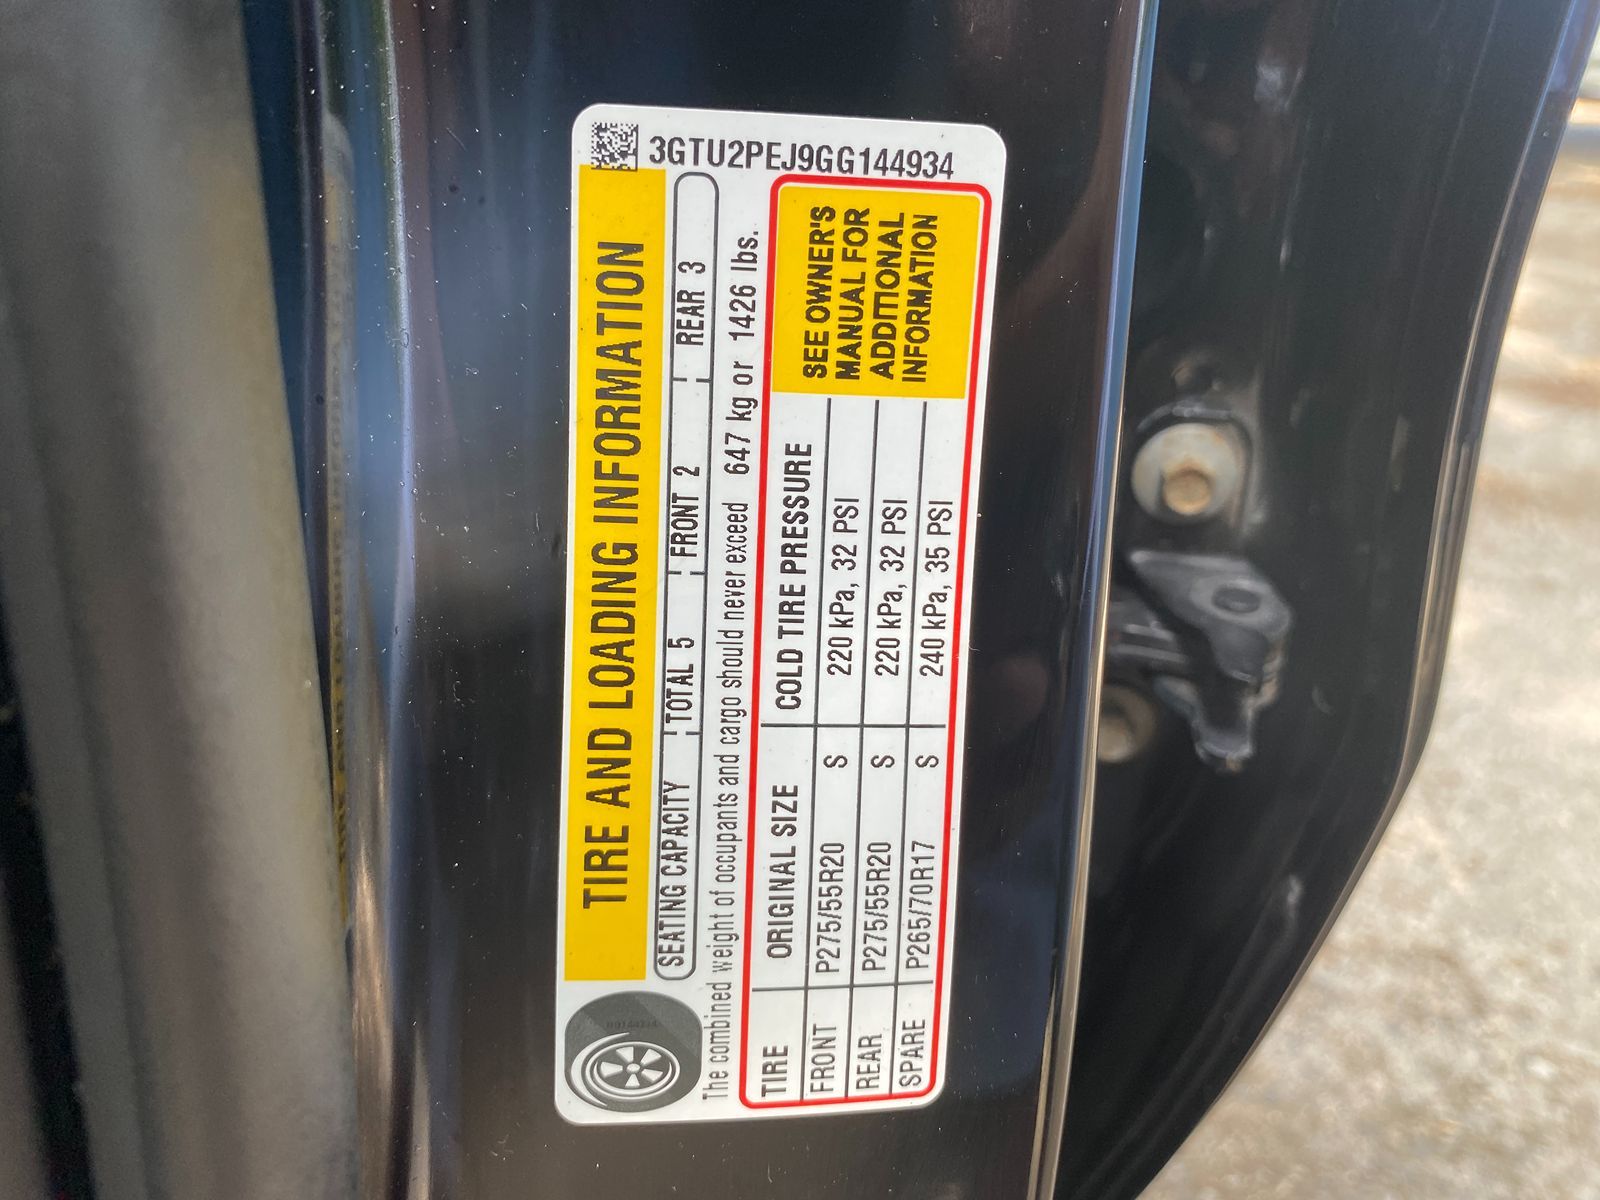 3GTU2PEJ9GG144934
TIRE AND LOADING INFORMATION
SEATING CAPACITY TOTAL 5 FRONT 2 REAR 3
The combined weight of occupants and cargo should never exceed 647 kg or 1426 lbs.
TIRE ORIGINAL SIZE COLD TIRE PRESSURE
FRONT P275/55R20 S 220 kPa, 32 PSI
REAR P275/55R20 S 220 kPa, 32 PSI
SPARE P265/70R17 S 240 kPa, 35 PSI
SEE OWNER'S
MANUAL FOR
ADDITIONAL
INFORMATION